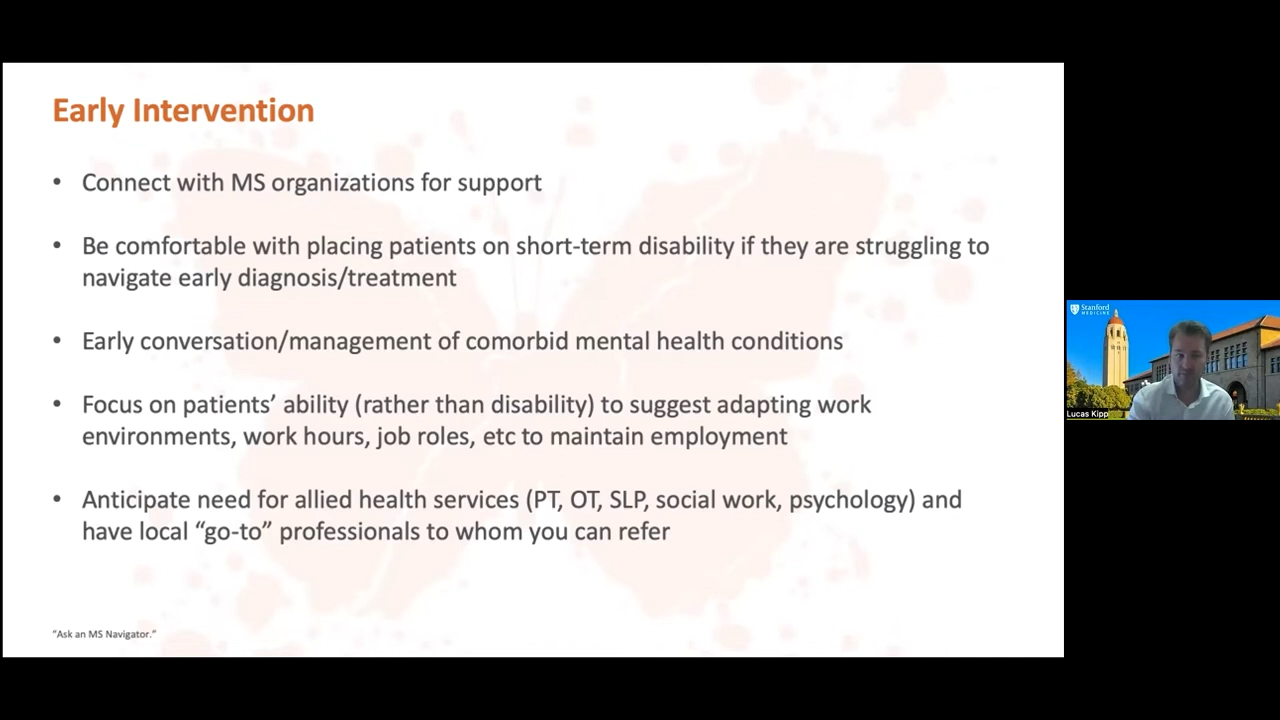 Early Intervention
• Connect with MS organizations for support
• Be comfortable with placing patients on short-term disability if they are struggling to
navigate early diagnosis/treatment
• Early conversation/management of comorbid mental health conditions
• Focus on patients’ ability (rather than disability) to suggest adapting work
environments, work hours, job roles, etc to maintain employment
• Anticipate need for allied health services (PT, OT, SLP, social work, psychology) and
have local “go-to” professionals to whom you can refer
“Ask an MS Navigator.”
Stanford
MEDICINE
Lucas Kipp